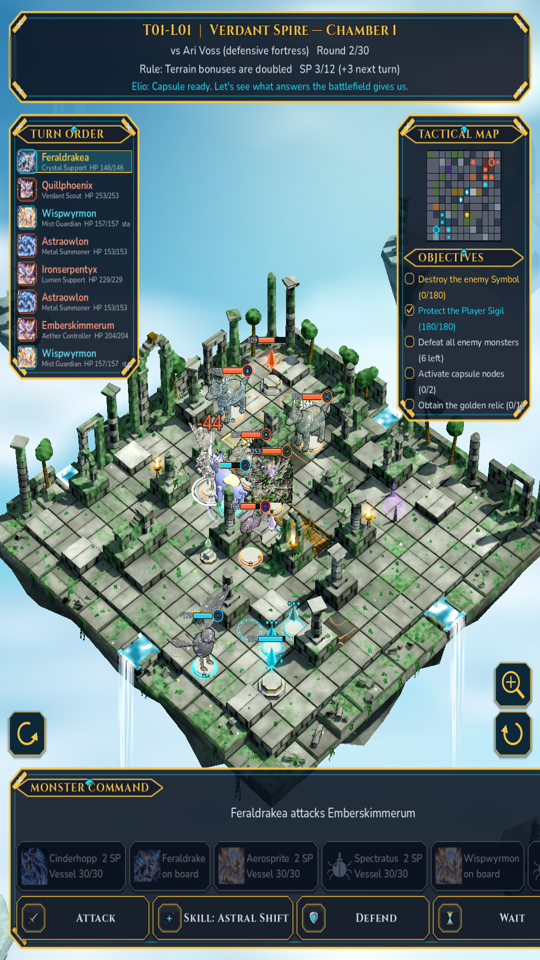 T01-L01 | Verdant Spire — Chamber 1
vs Ari Voss (defensive fortress) Round 2/30
Rule: Terrain bonuses are doubled SP 3/12 (+3 next turn)
Elio: Capsule ready. Let's see what answers the battlefield gives us.
Turn Order
Feraldrakea
Crystal Support HP 146/146
Quillphoenix
Verdant Scout HP 253/253
Wispwyrmon
Mist Guardian HP 157/157 sta
Astraowlon
Metal Summoner HP 153/153
Ironserpentyx
Lumen Support HP 229/229
Astraowlon
Metal Summoner HP 153/153
Emberskimmerum
Aether Controller HP 204/204
Wispwyrmon
Mist Guardian HP 157/157 sta
Tactical Map
Objectives
Destroy the enemy Symbol
(0/180)
Protect the Player Sigil
(180/180)
Defeat all enemy monsters
(6 left)
Activate capsule nodes
(0/2)
Obtain the golden relic (0/1
-44
Monster Command
Feraldrakea attacks Emberskimmerum
Cinderhopp 2 SP
Vessel 30/30
Feraldrake
on board
Aerosprite 2 SP
Vessel 30/30
Spectratus 2 SP
Vessel 30/30
Wispwyrmon
on board
Attack
Skill: Astral Shift
Defend
Wait